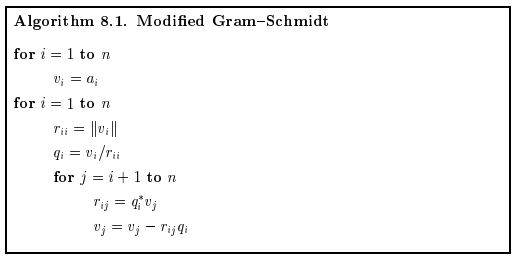 Algorithm 8.1. Modified Gram–Schmidt
for i = 1 to n
v_i = a_i
for i = 1 to n
r_{ii} = ‖v_i‖
q_i = v_i/r_{ii}
for j = i + 1 to n
r_{ij} = q_i^*v_j
v_j = v_j − r_{ij}q_i